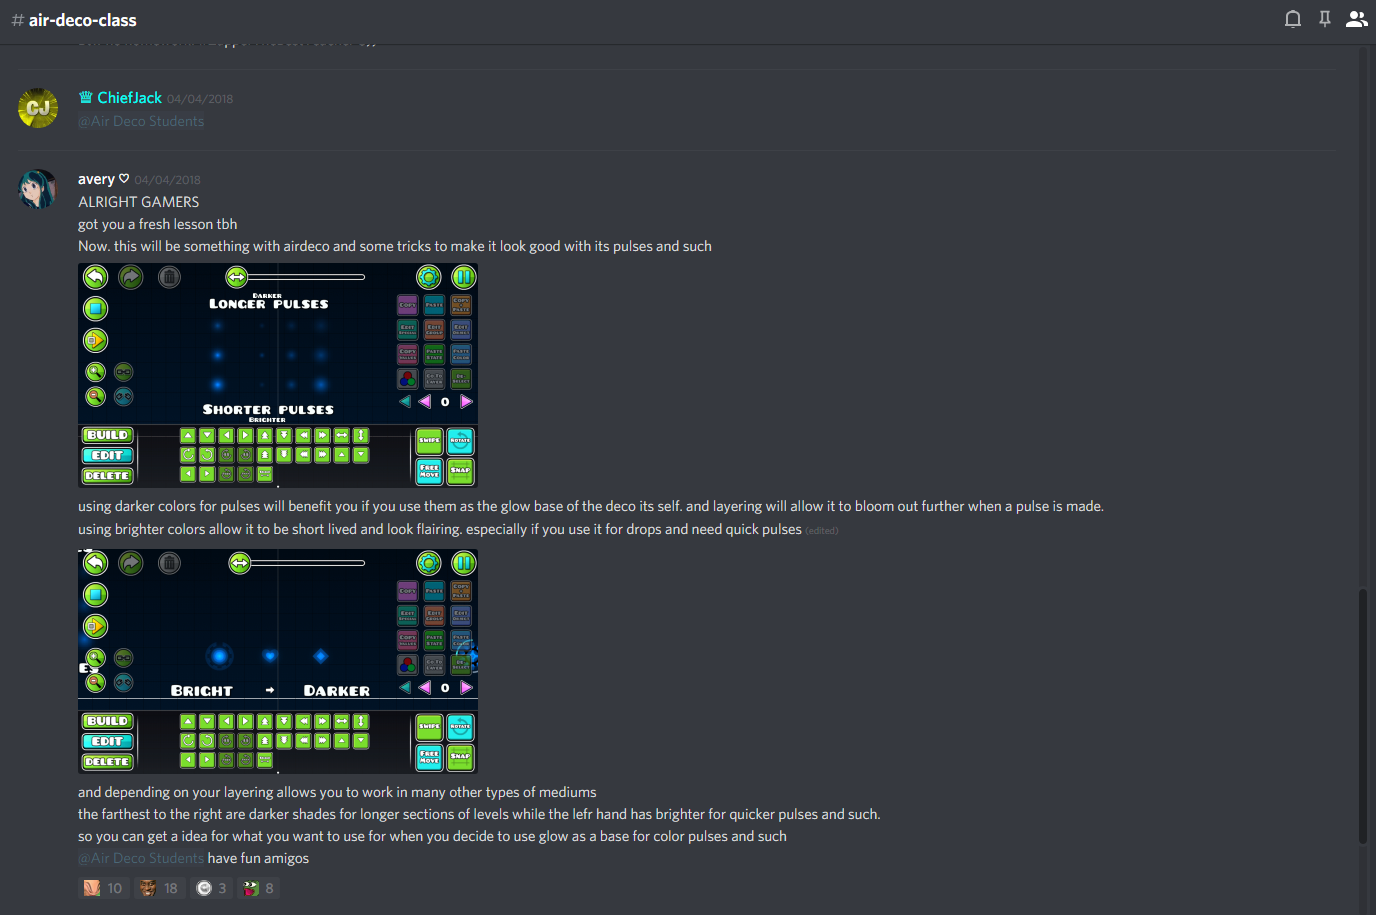 # air-deco-class
CJ
ChiefJack 04/04/2018
@Air Deco Students
avery ♡ 04/04/2018
ALRIGHT GAMERS
got you a fresh lesson tbh
Now. this will be something with airdeco and some tricks to make it look good with its pulses and such
DARKER
LONGER PULSES
COPY PASTE COPY + PASTE
EDIT SPECIAL EDIT GROUP EDIT OBJECT
COPY VALUES PASTE STATE PASTE COLOR
GO TO LAYER DE-SELECT
0
SHORTER PULSES
BRIGHTER
BUILD
EDIT
DELETE
SWIPE ROTATE
FREE MOVE SNAP
using darker colors for pulses will benefit you if you use them as the glow base of the deco its self. and layering will allow it to bloom out further when a pulse is made.
using brighter colors allow it to be short lived and look flairing. especially if you use it for drops and need quick pulses (edited)
COPY PASTE COPY + PASTE
EDIT SPECIAL EDIT GROUP EDIT OBJECT
COPY VALUES PASTE STATE PASTE COLOR
GO TO LAYER DE-SELECT
ES
0
BRIGHT → DARKER
BUILD
EDIT
DELETE
SWIPE ROTATE
FREE MOVE SNAP
and depending on your layering allows you to work in many other types of mediums
the farthest to the right are darker shades for longer sections of levels while the lefr hand has brighter for quicker pulses and such.
so you can get a idea for what you want to use for when you decide to use glow as a base for color pulses and such
@Air Deco Students have fun amigos
10 18 3 8